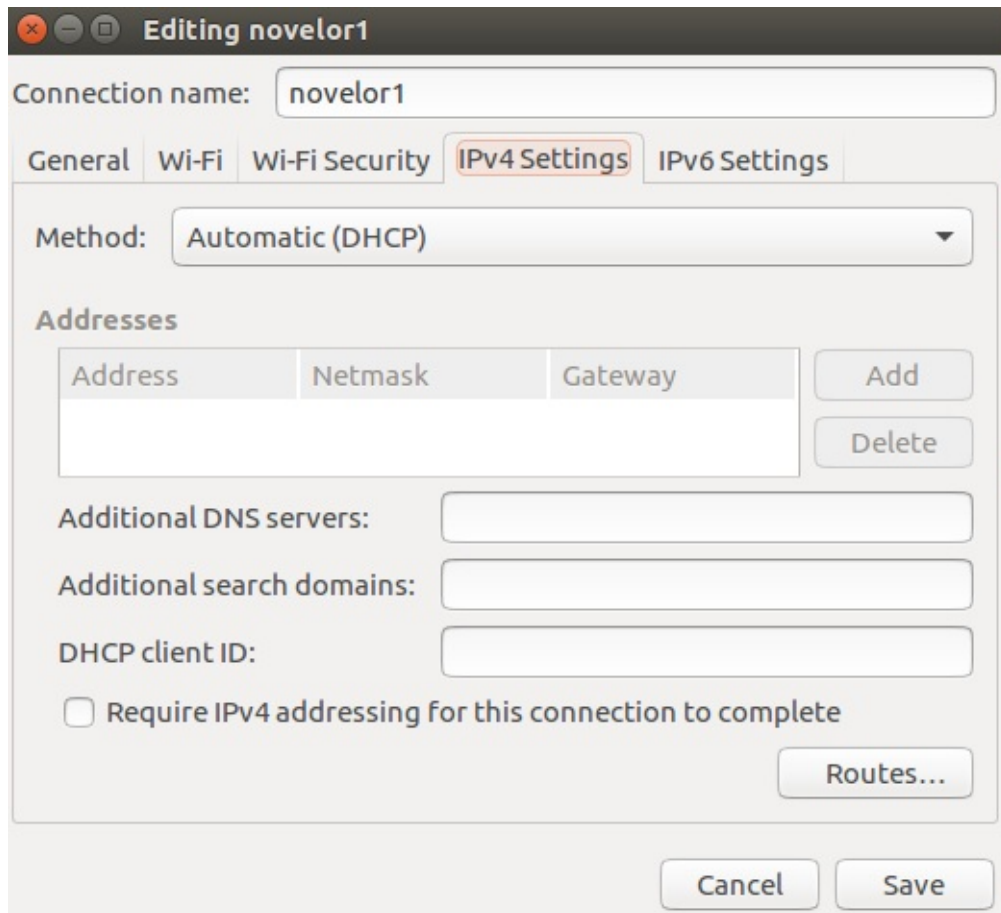 Editing novelor1
Connection name: novelor1
General Wi-Fi Wi-Fi Security IPv4 Settings IPv6 Settings
Method: Automatic (DHCP)
Addresses
Address Netmask Gateway Add
Delete
Additional DNS servers:
Additional search domains:
DHCP client ID:
Require IPv4 addressing for this connection to complete
Routes...
Cancel Save